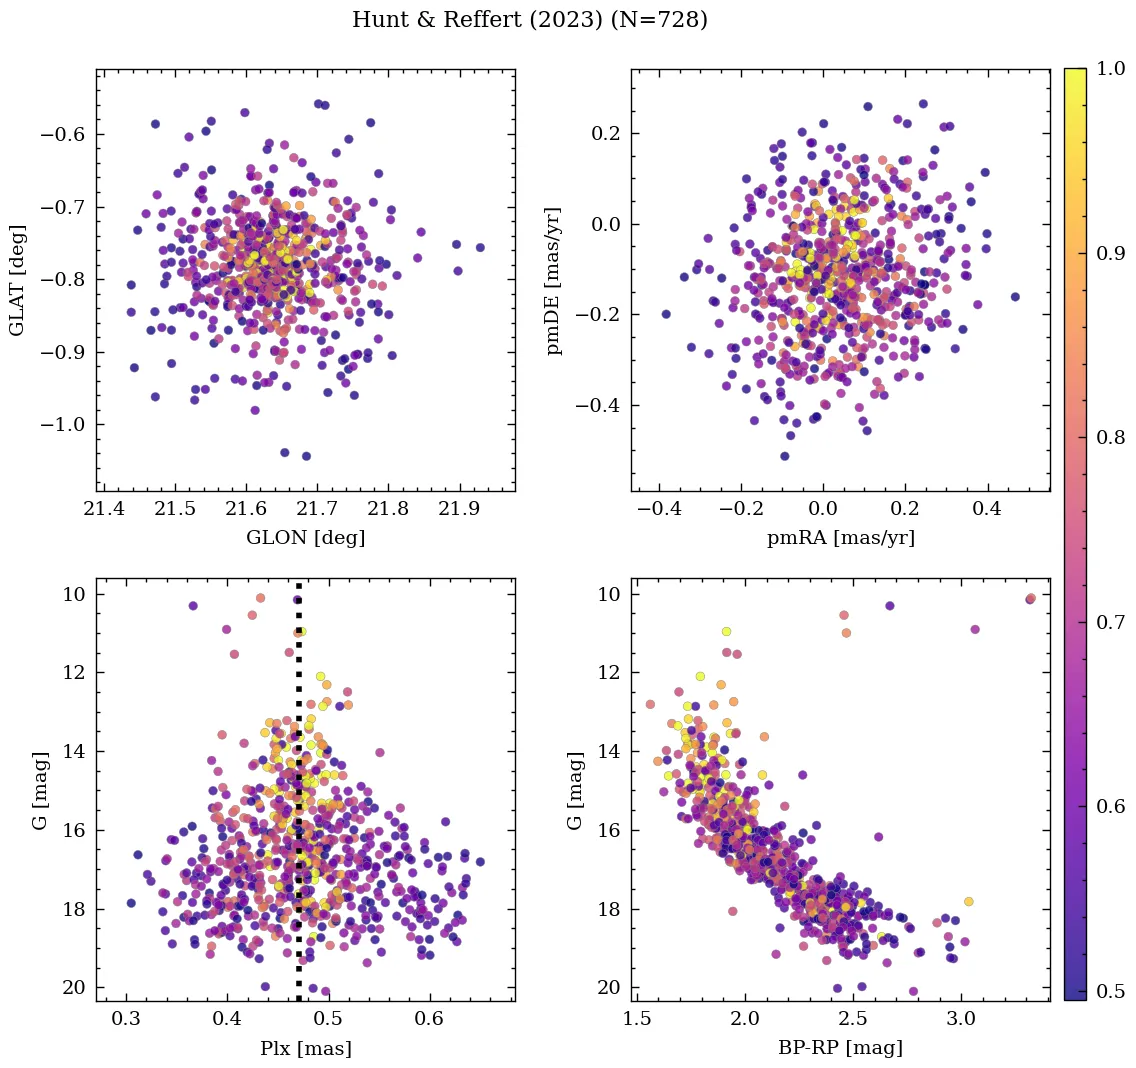 Hunt & Reffert (2023) (N=728)
−0.6
−0.7
−0.8
−0.9
−1.0
GLAT [deg]
21.4 21.5 21.6 21.7 21.8 21.9
GLON [deg]
0.2
0.0
−0.2
−0.4
pmDE [mas/yr]
−0.4 −0.2 0.0 0.2 0.4
pmRA [mas/yr]
10
12
14
16
18
20
G [mag]
0.3 0.4 0.5 0.6
Plx [mas]
10
12
14
16
18
20
G [mag]
1.5 2.0 2.5 3.0
BP-RP [mag]
1.0
0.9
0.8
0.7
0.6
0.5